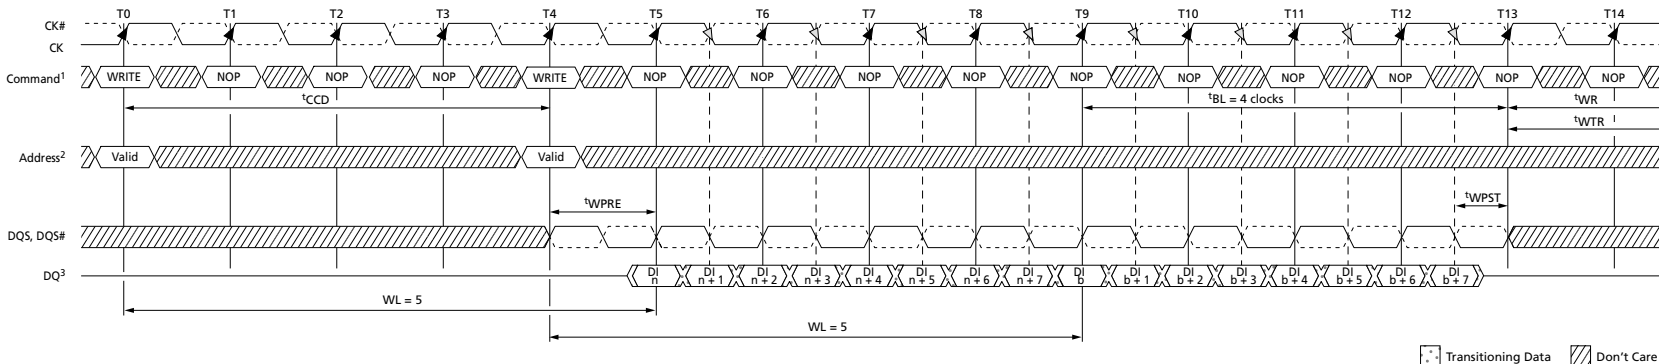 T0 T1 T2 T3 T4 T5 T6 T7 T8 T9 T10 T11 T12 T13 T14
CK#
CK
Command1 WRITE NOP NOP NOP WRITE NOP NOP NOP NOP NOP NOP NOP NOP NOP NOP
tCCD tBL = 4 clocks tWR
tWTR
Address2 Valid Valid
tWPRE tWPST
DQS, DQS#
DQ3 DI n DI n + 1 DI n + 2 DI n + 3 DI n + 4 DI n + 5 DI n + 6 DI n + 7 DI b DI b + 1 DI b + 2 DI b + 3 DI b + 4 DI b + 5 DI b + 6 DI b + 7
WL = 5
WL = 5
Transitioning Data Don't Care